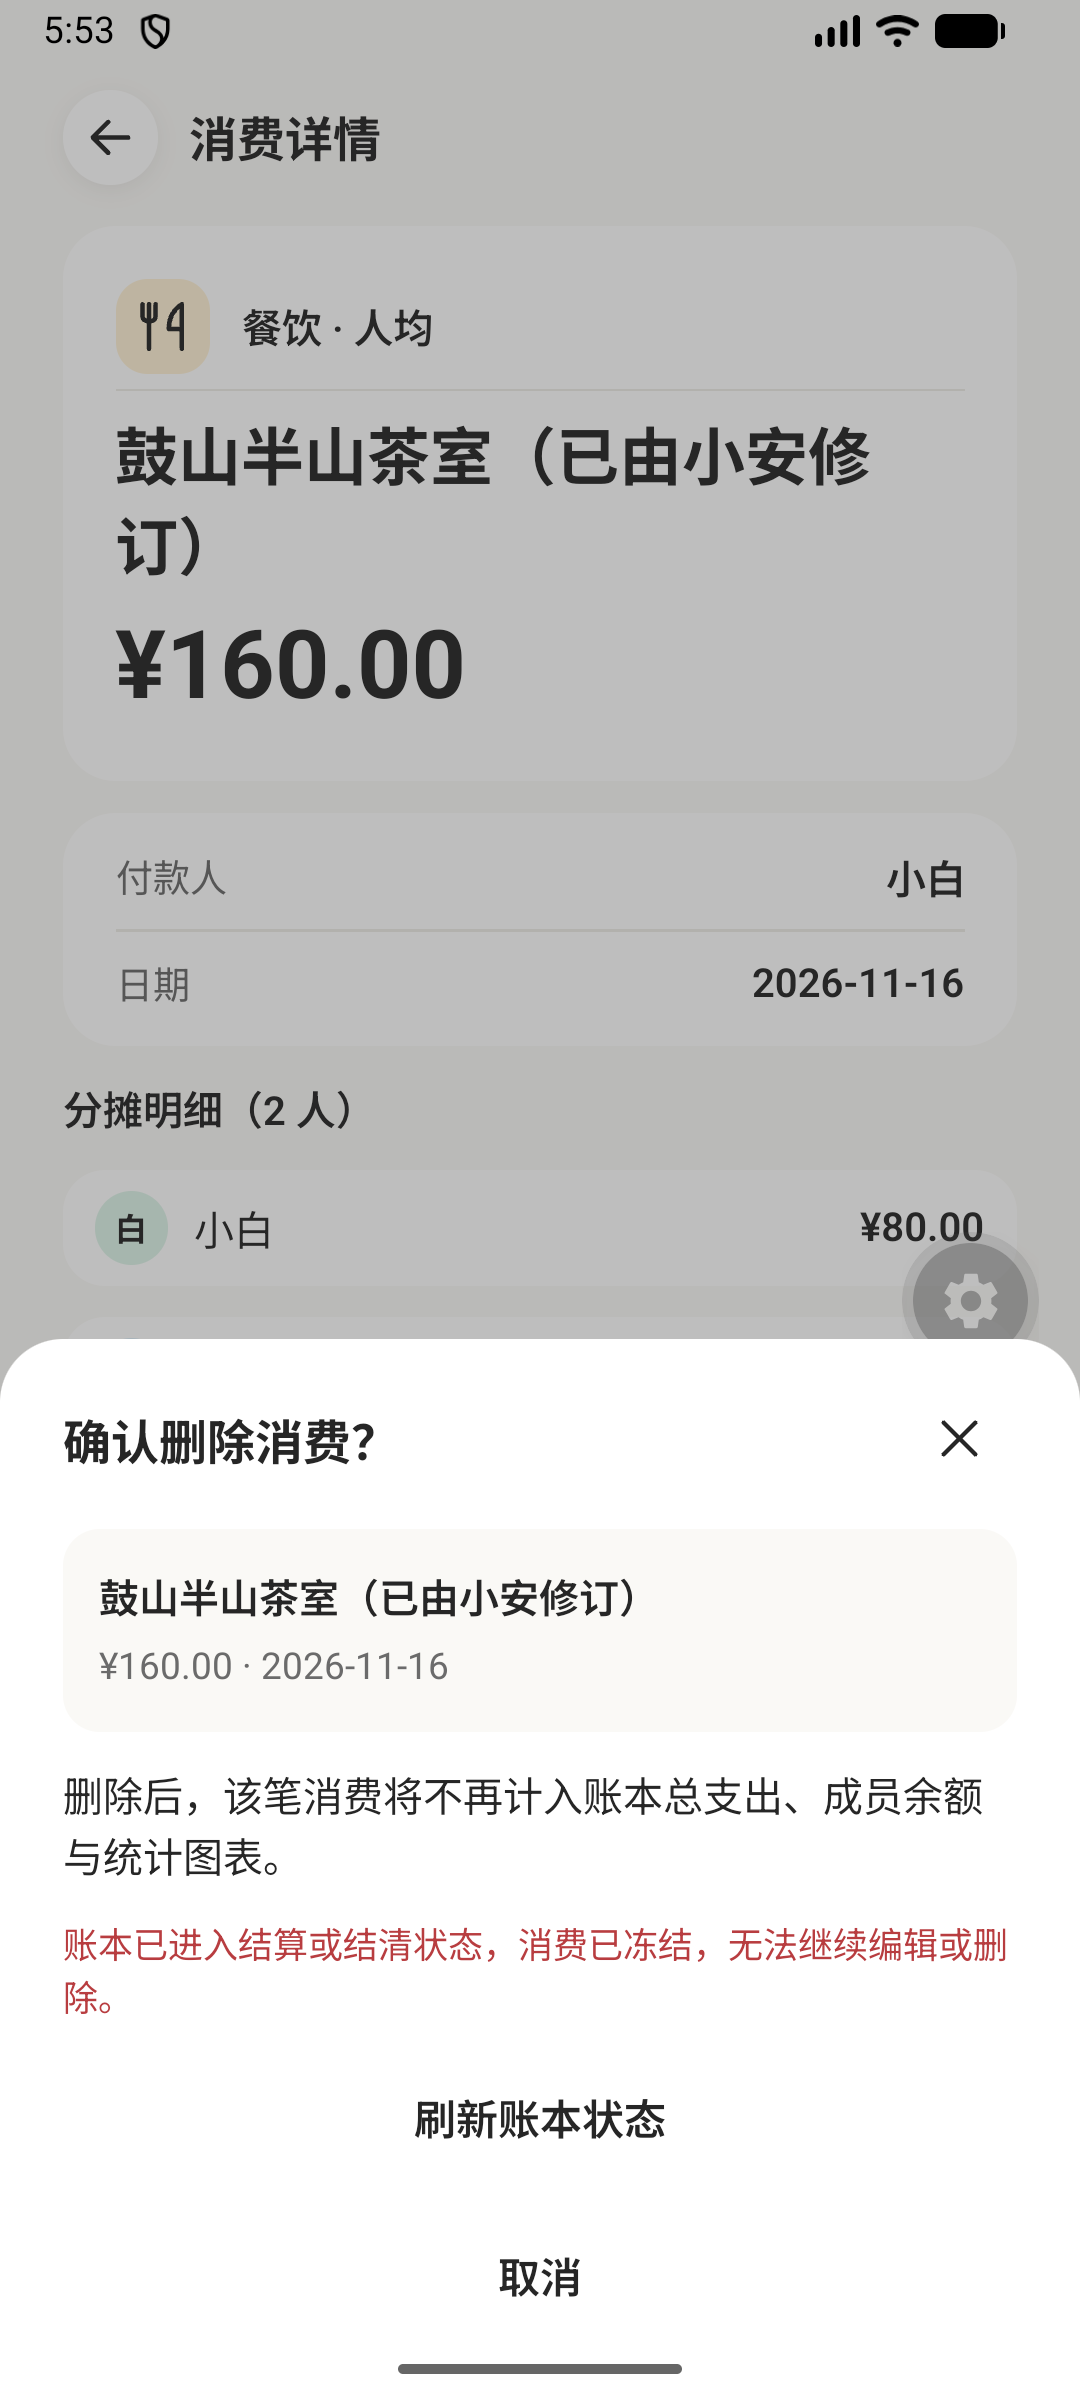 5:53
消费详情
餐饮 · 人均
鼓山半山茶室（已由小安修
订）
¥160.00
付款人
小白
日期
2026-11-16
分摊明细（2 人）
白
小白
¥80.00
确认删除消费？
鼓山半山茶室（已由小安修订）
¥160.00 · 2026-11-16
删除后，该笔消费将不再计入账本总支出、成员余额
与统计图表。
账本已进入结算或结清状态，消费已冻结，无法继续编辑或删
除。
刷新账本状态
取消